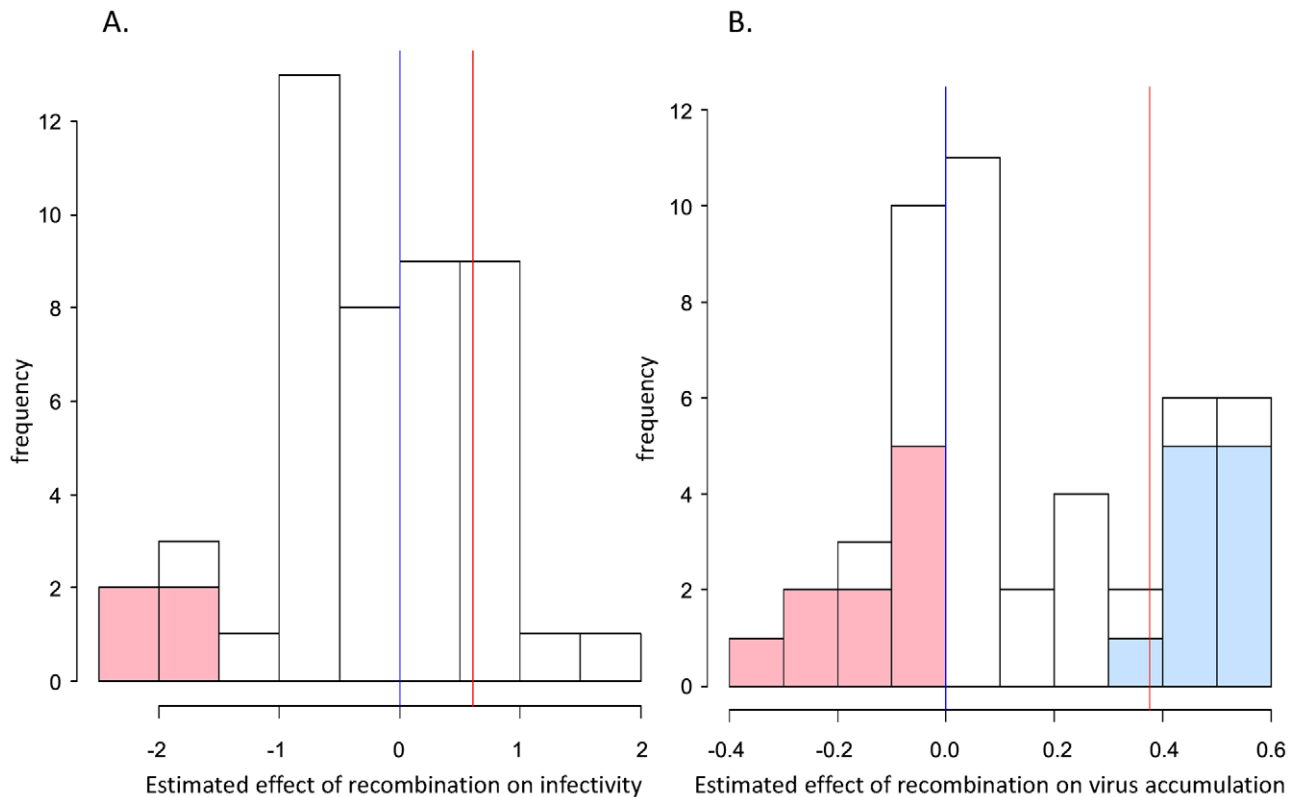 A.
B.
12
10
8
6
4
2
0
frequency
-2 -1 0 1 2
Estimated effect of recombination on infectivity
12
10
8
6
4
2
0
frequency
-0.4 -0.2 0.0 0.2 0.4 0.6
Estimated effect of recombination on virus accumulation